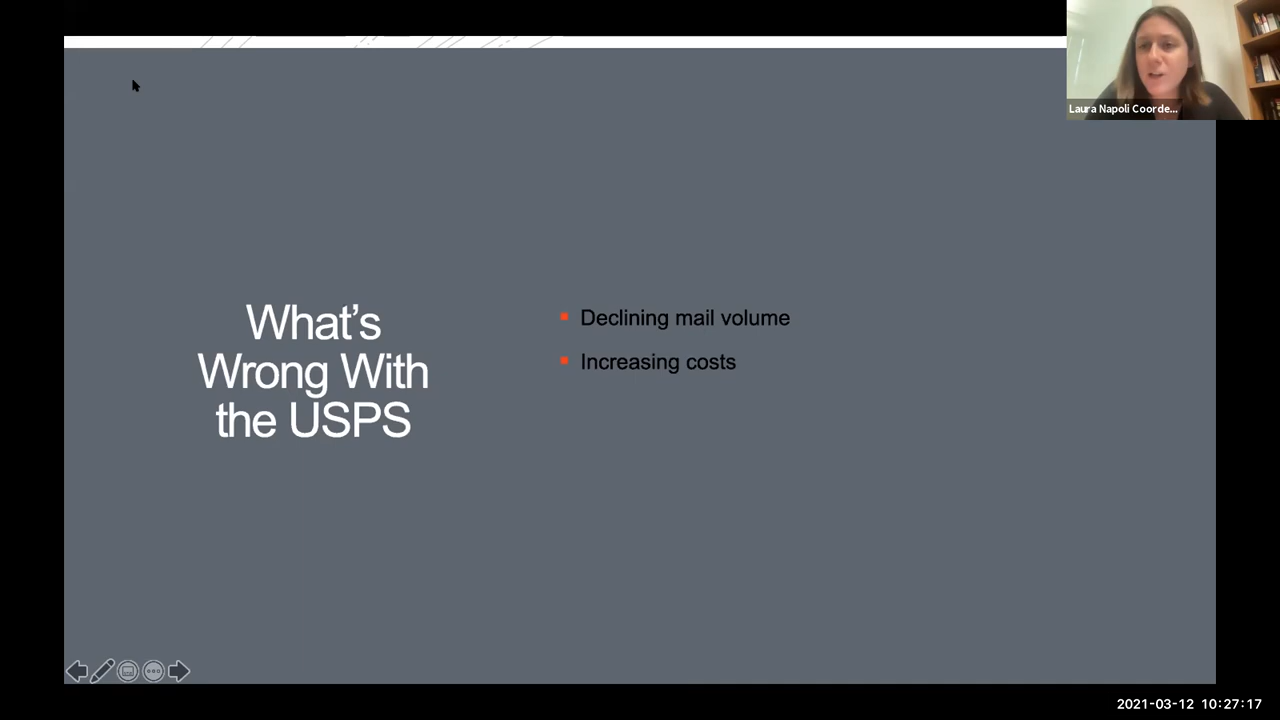 Laura Napoli Coorde...
What's
Wrong With
the USPS
Declining mail volume
Increasing costs
2021-03-12 10:27:17